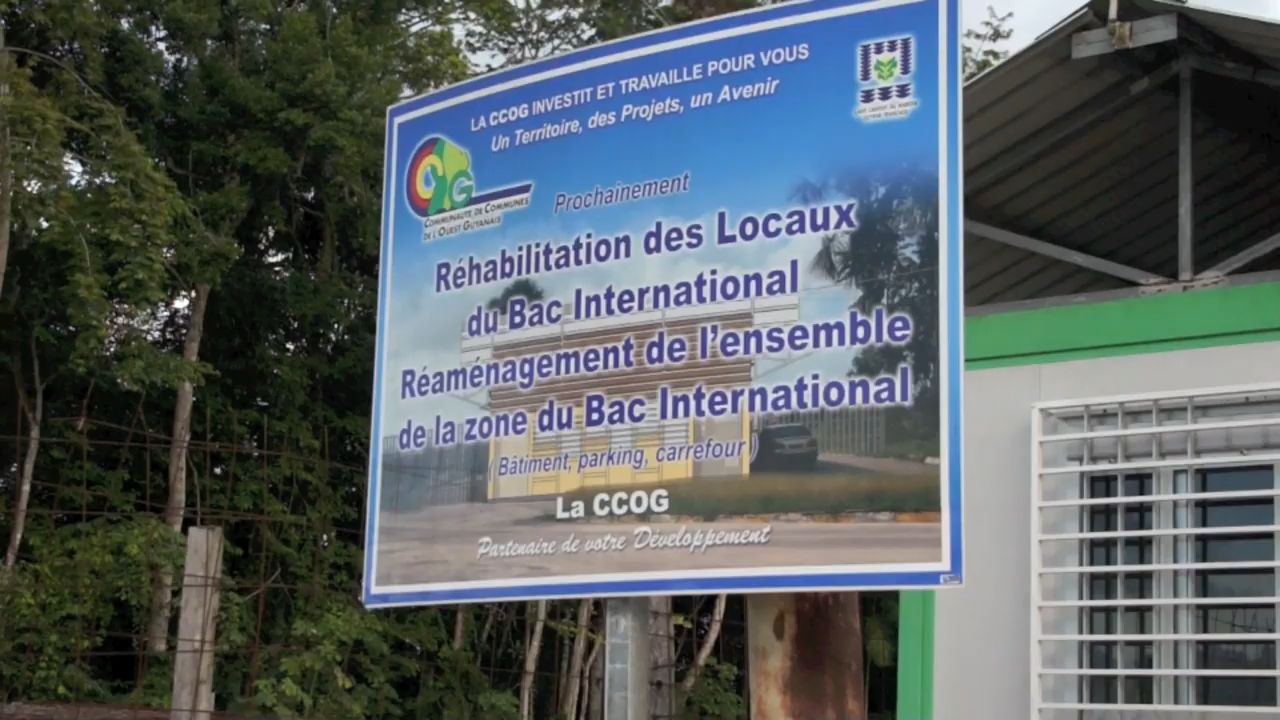 LA CCOG INVESTIT ET TRAVAILLE POUR VOUS
Un Territoire, des Projets, un Avenir
CCOG
COMMUNAUTE DE COMMUNES
DE L'OUEST GUYANAIS
Prochainement
Réhabilitation des Locaux
du Bac International
Réaménagement de l'ensemble
de la zone du Bac International
( Bâtiment, parking, carrefour )
La CCOG
Partenaire de votre Développement